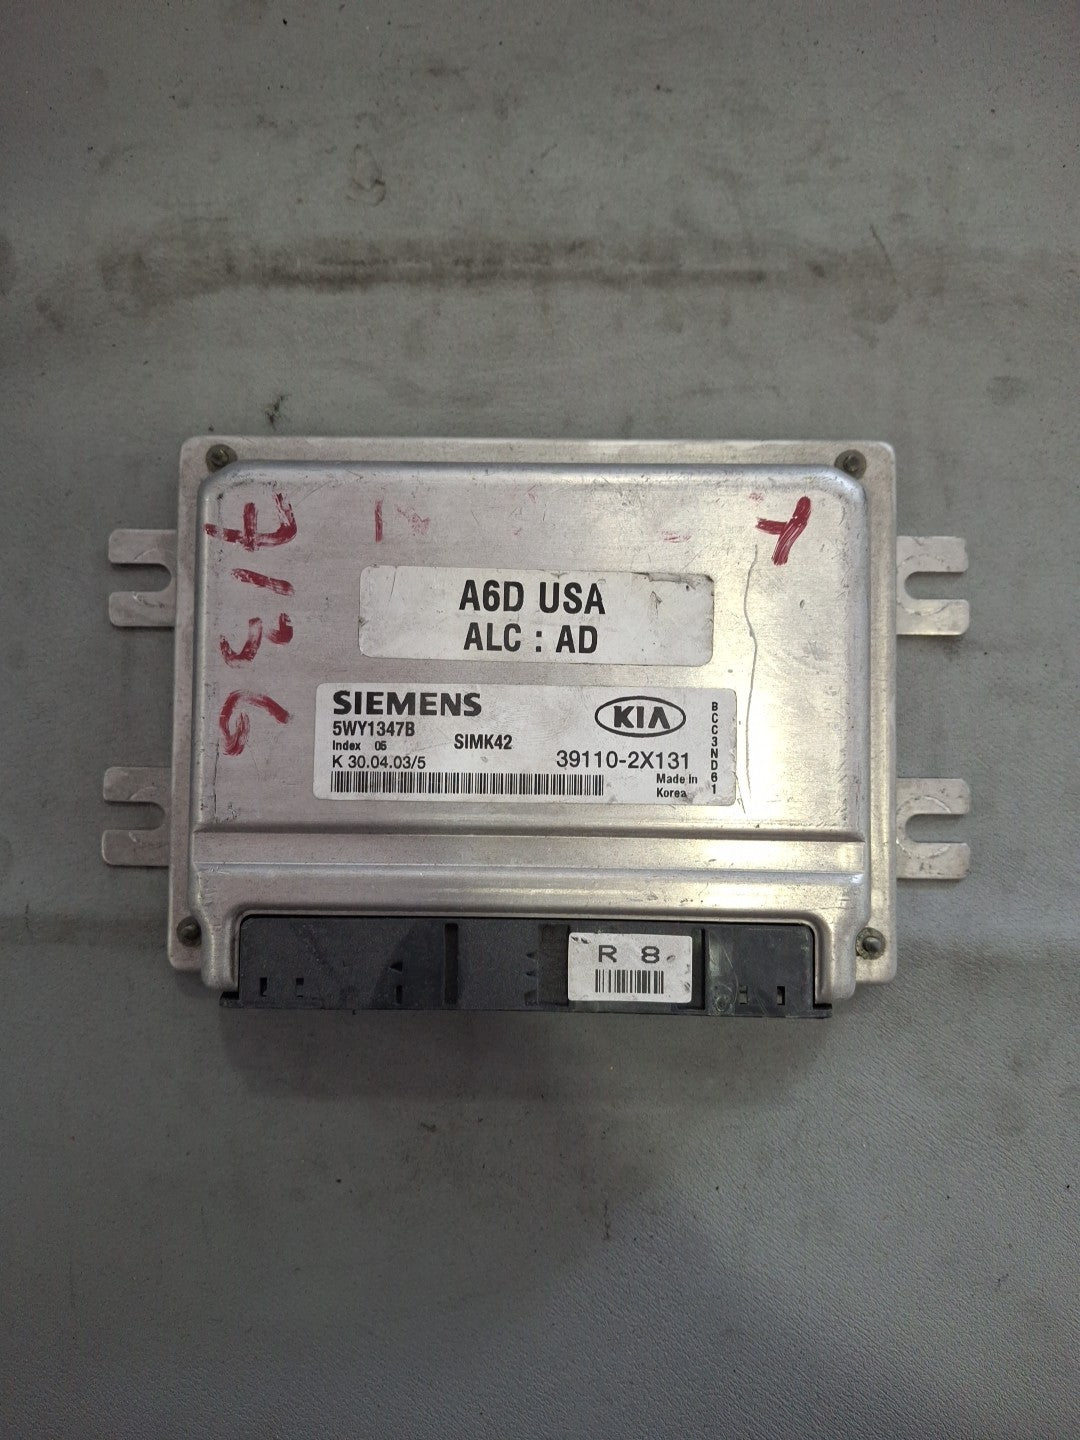 A6D USA
ALC : AD
SIEMENS
5WY1347B
Index 06
SIMK42
K 30.04.03/5
KIA
39110-2X131
Made in
Korea
BCC3ND61
R 8